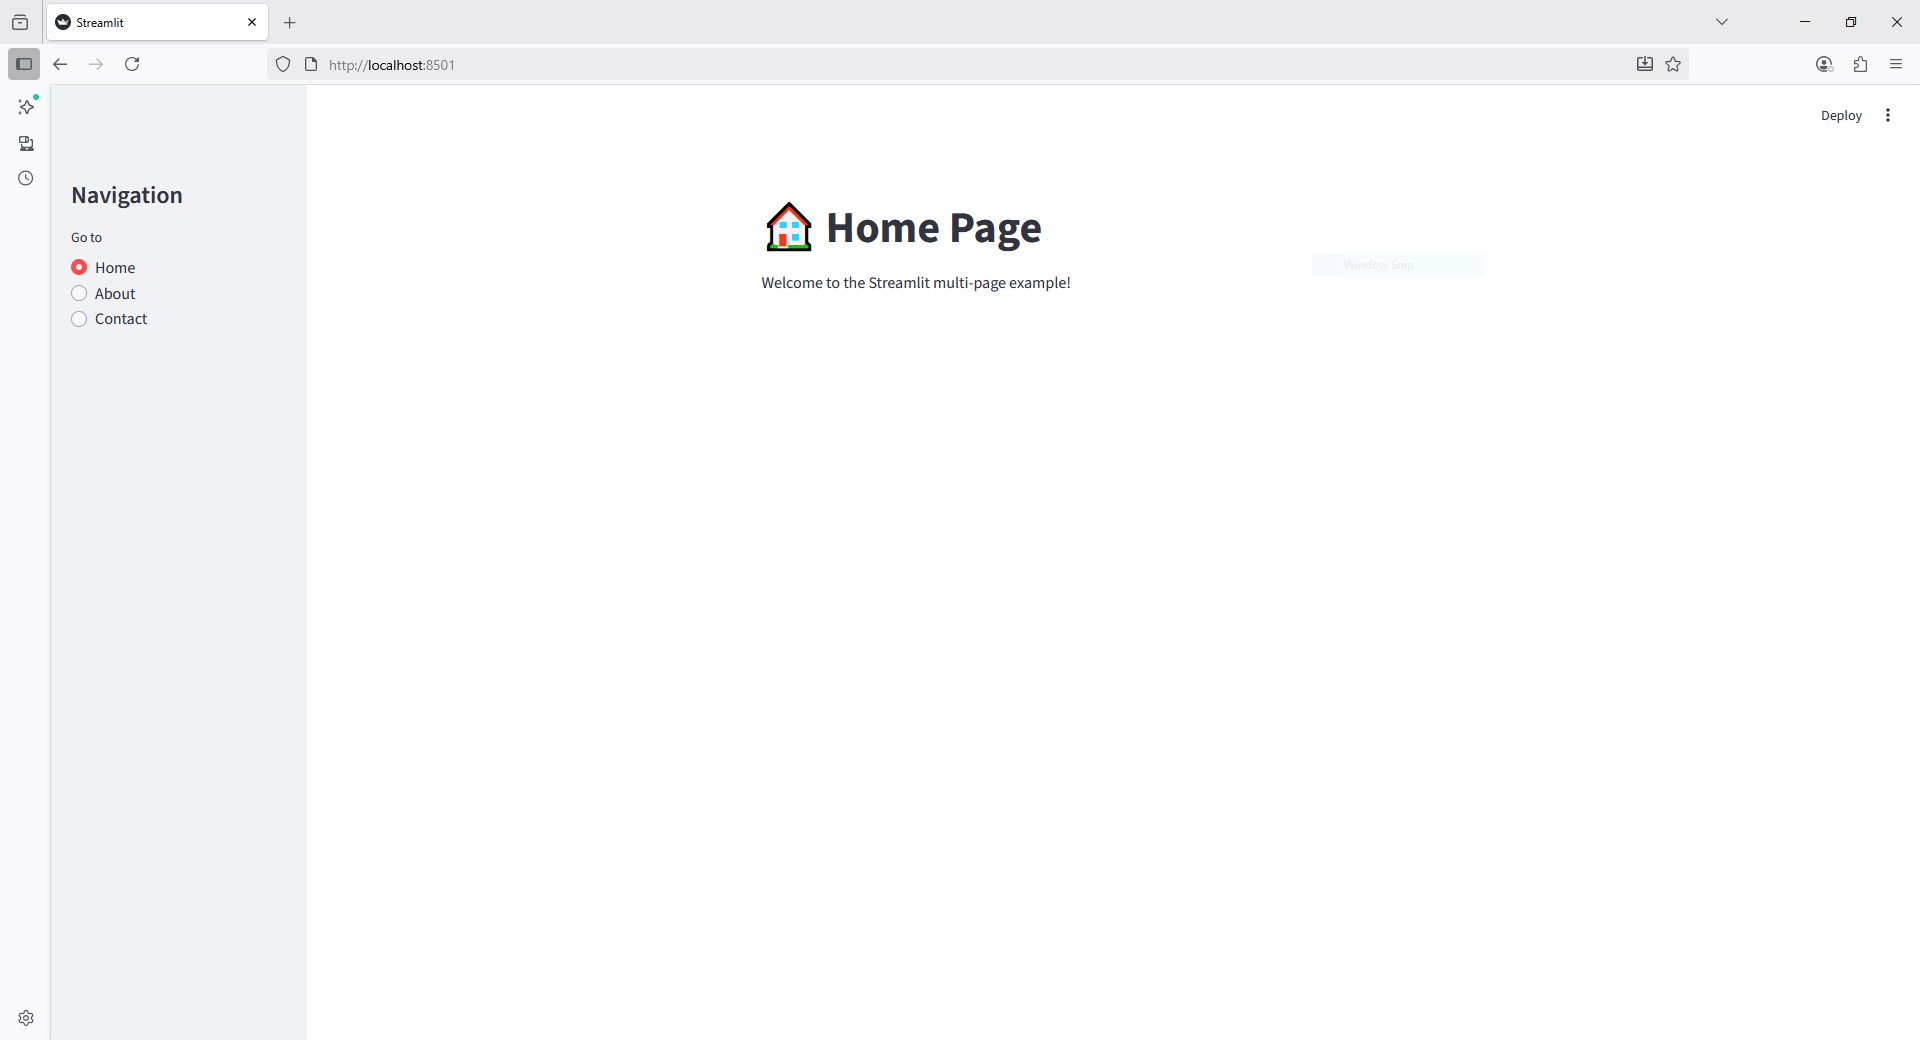 Streamlit
http://localhost:8501
Deploy
Navigation
Go to
Home
About
Contact
Home Page
Welcome to the Streamlit multi-page example!
Window Snip